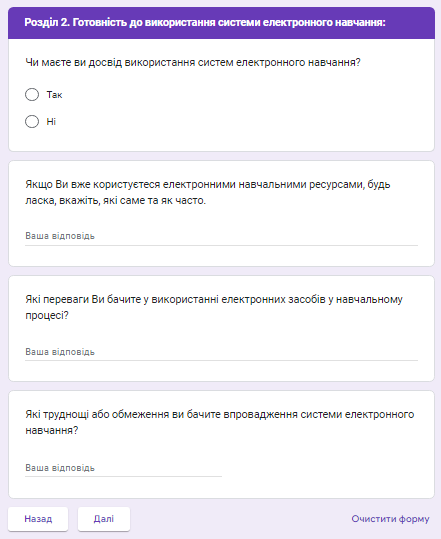 Розділ 2. Готовність до використання системи електронного навчання:
Чи маєте ви досвід використання систем електронного навчання?
Так
Ні
Якщо Ви вже користуєтеся електронними навчальними ресурсами, будь
ласка, вкажіть, які саме та як часто.
Ваша відповідь
Які переваги Ви бачите у використанні електронних засобів у навчальному
процесі?
Ваша відповідь
Які труднощі або обмеження ви бачите впровадження системи електронного
навчання?
Ваша відповідь
Назад
Далі
Очистити форму